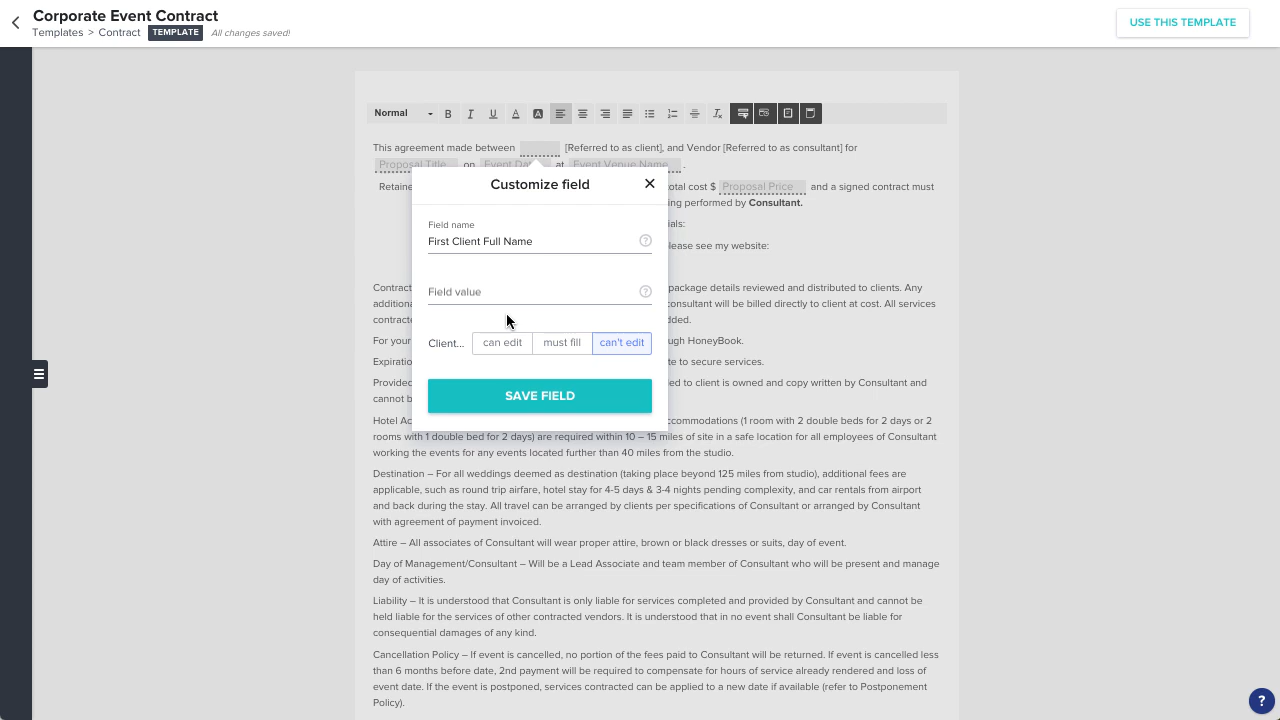 Corporate Event Contract
Templates > Contract TEMPLATE All changes saved!
USE THIS TEMPLATE
Normal B I U A A
This agreement made between [Referred to as client], and Vendor [Referred to as consultant] for
Proposal Title on Event Da at Event Venue Name .
Retaine otal cost $ Proposal Price and a signed contract must
ing performed by Consultant.
ials:
lease see my website:
Customize field
Field name
First Client Full Name
Field value
Client... can edit must fill can't edit
SAVE FIELD
Contract package details reviewed and distributed to clients. Any
additiona onsultant will be billed directly to client at cost. All services
contracte dded.
For your ugh HoneyBook.
Expiratio te to secure services.
Provided ed to client is owned and copy written by Consultant and
cannot b
Hotel Ac commodations (1 room with 2 double beds for 2 days or 2
rooms with 1 double bed for 2 days) are required within 10 – 15 miles of site in a safe location for all employees of Consultant
working the events for any events located further than 40 miles from the studio.
Destination – For all weddings deemed as destination (taking place beyond 125 miles from studio), additional fees are
applicable, such as round trip airfare, hotel stay for 4-5 days & 3-4 nights pending complexity, and car rentals from airport
and back during the stay. All travel can be arranged by clients per specifications of Consultant or arranged by Consultant
with agreement of payment invoiced.
Attire – All associates of Consultant will wear proper attire, brown or black dresses or suits, day of event.
Day of Management/Consultant – Will be a Lead Associate and team member of Consultant who will be present and manage
day of activities.
Liability – It is understood that Consultant is only liable for services completed and provided by Consultant and cannot be
held liable for the services of other contracted vendors. It is understood that in no event shall Consultant be liable for
consequential damages of any kind.
Cancellation Policy – If event is cancelled, no portion of the fees paid to Consultant will be returned. If event is cancelled less
than 6 months before date, 2nd payment will be required to compensate for hours of service already rendered and loss of
event date. If the event is postponed, services contracted can be applied to a new date if available (refer to Postponement
Policy).
?